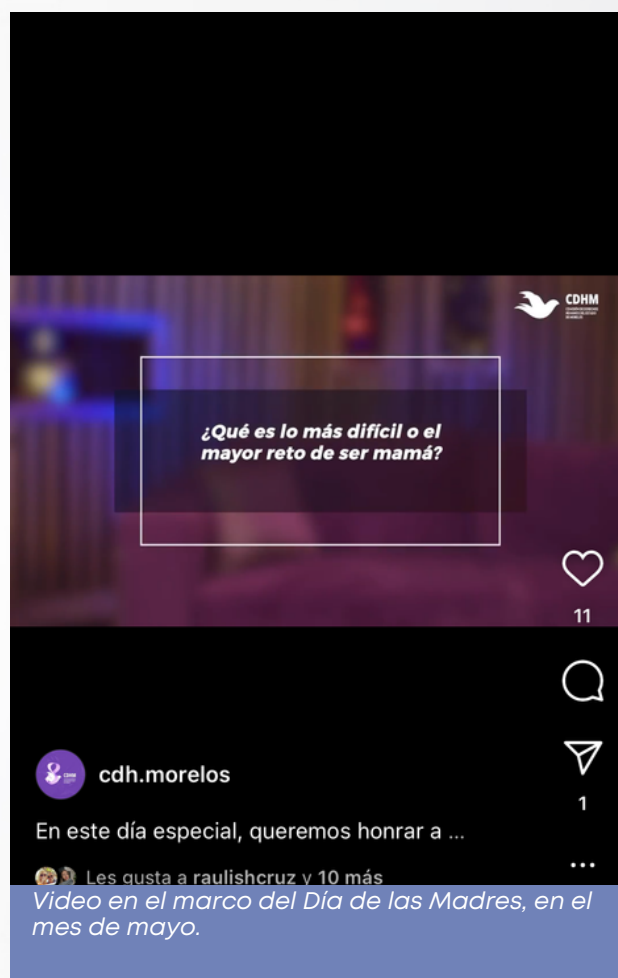 CDHM
¿Qué es lo más difícil o el
mayor reto de ser mamá?
11
1
cdh.morelos
En este día especial, queremos honrar a ...
Les gusta a raulishcruz y 10 más
Video en el marco del Día de las Madres, en el
mes de mayo.